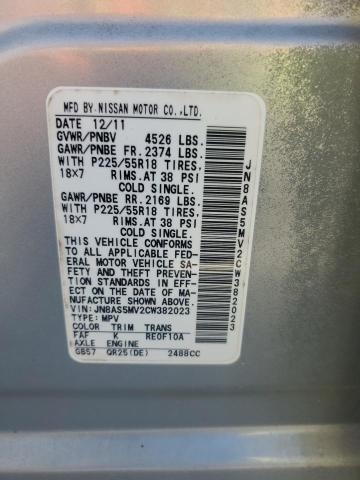 MFD BY NISSAN MOTOR CO.,LTD.
DATE 12/11
GVWR/PNBV 4526 LBS.
GAWR/PNBE FR. 2374 LBS.
WITH P225/55R18 TIRES,
18x7 RIMS.AT 38 PSI
COLD SINGLE.
GAWR/PNBE RR. 2169 LBS.
WITH P225/55R18 TIRES,
18x7 RIMS.AT 38 PSI
COLD SINGLE.
THIS VEHICLE CONFORMS
TO ALL APPLICABLE FED-
ERAL MOTOR VEHICLE SA-
FETY AND THEFT PREVEN-
TION STANDARDS IN EFF-
ECT ON THE DATE OF MA-
NUFACTURE SHOWN ABOVE.
VIN: JN8AS5MV2CW382023
TYPE: MPV
COLOR TRIM TRANS
FAF K RE0F10A
AXLE ENGINE
GB57 QR25(DE) 2488CC
JN8AS5MV2CW382023